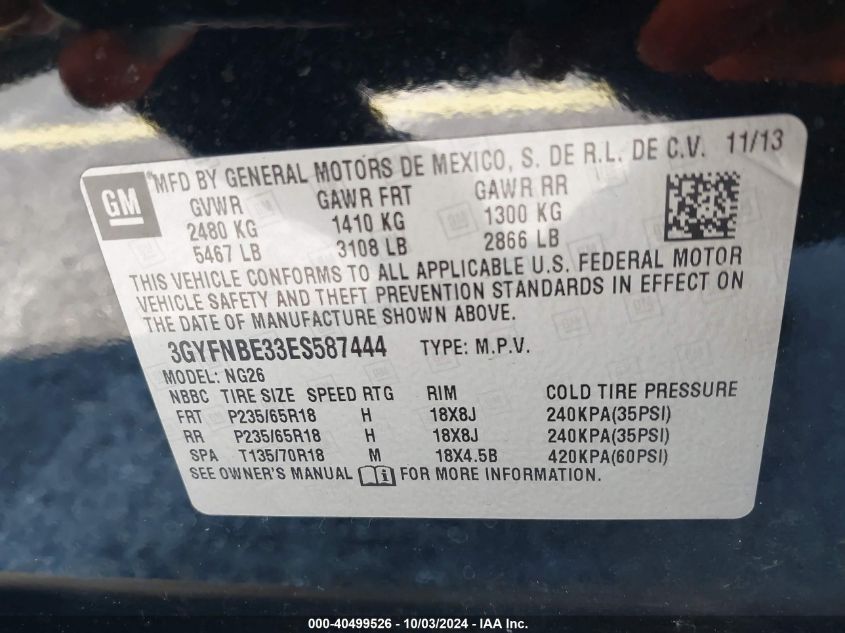 GM
MFD BY GENERAL MOTORS DE MEXICO, S. DE R.L. DE C.V. 11/13
GVWR GAWR FRT GAWR RR
2480 KG 1410 KG 1300 KG
5467 LB 3108 LB 2866 LB
THIS VEHICLE CONFORMS TO ALL APPLICABLE U.S. FEDERAL MOTOR
VEHICLE SAFETY AND THEFT PREVENTION STANDARDS IN EFFECT ON
THE DATE OF MANUFACTURE SHOWN ABOVE.
3GYFNBE33ES587444 TYPE: M.P.V.
MODEL: NG26
NBBC TIRE SIZE SPEED RTG RIM COLD TIRE PRESSURE
FRT P235/65R18 H 18X8J 240KPA(35PSI)
RR P235/65R18 H 18X8J 240KPA(35PSI)
SPA T135/70R18 M 18X4.5B 420KPA(60PSI)
SEE OWNER'S MANUAL FOR MORE INFORMATION.
000-40499526 - 10/03/2024 - IAA Inc.